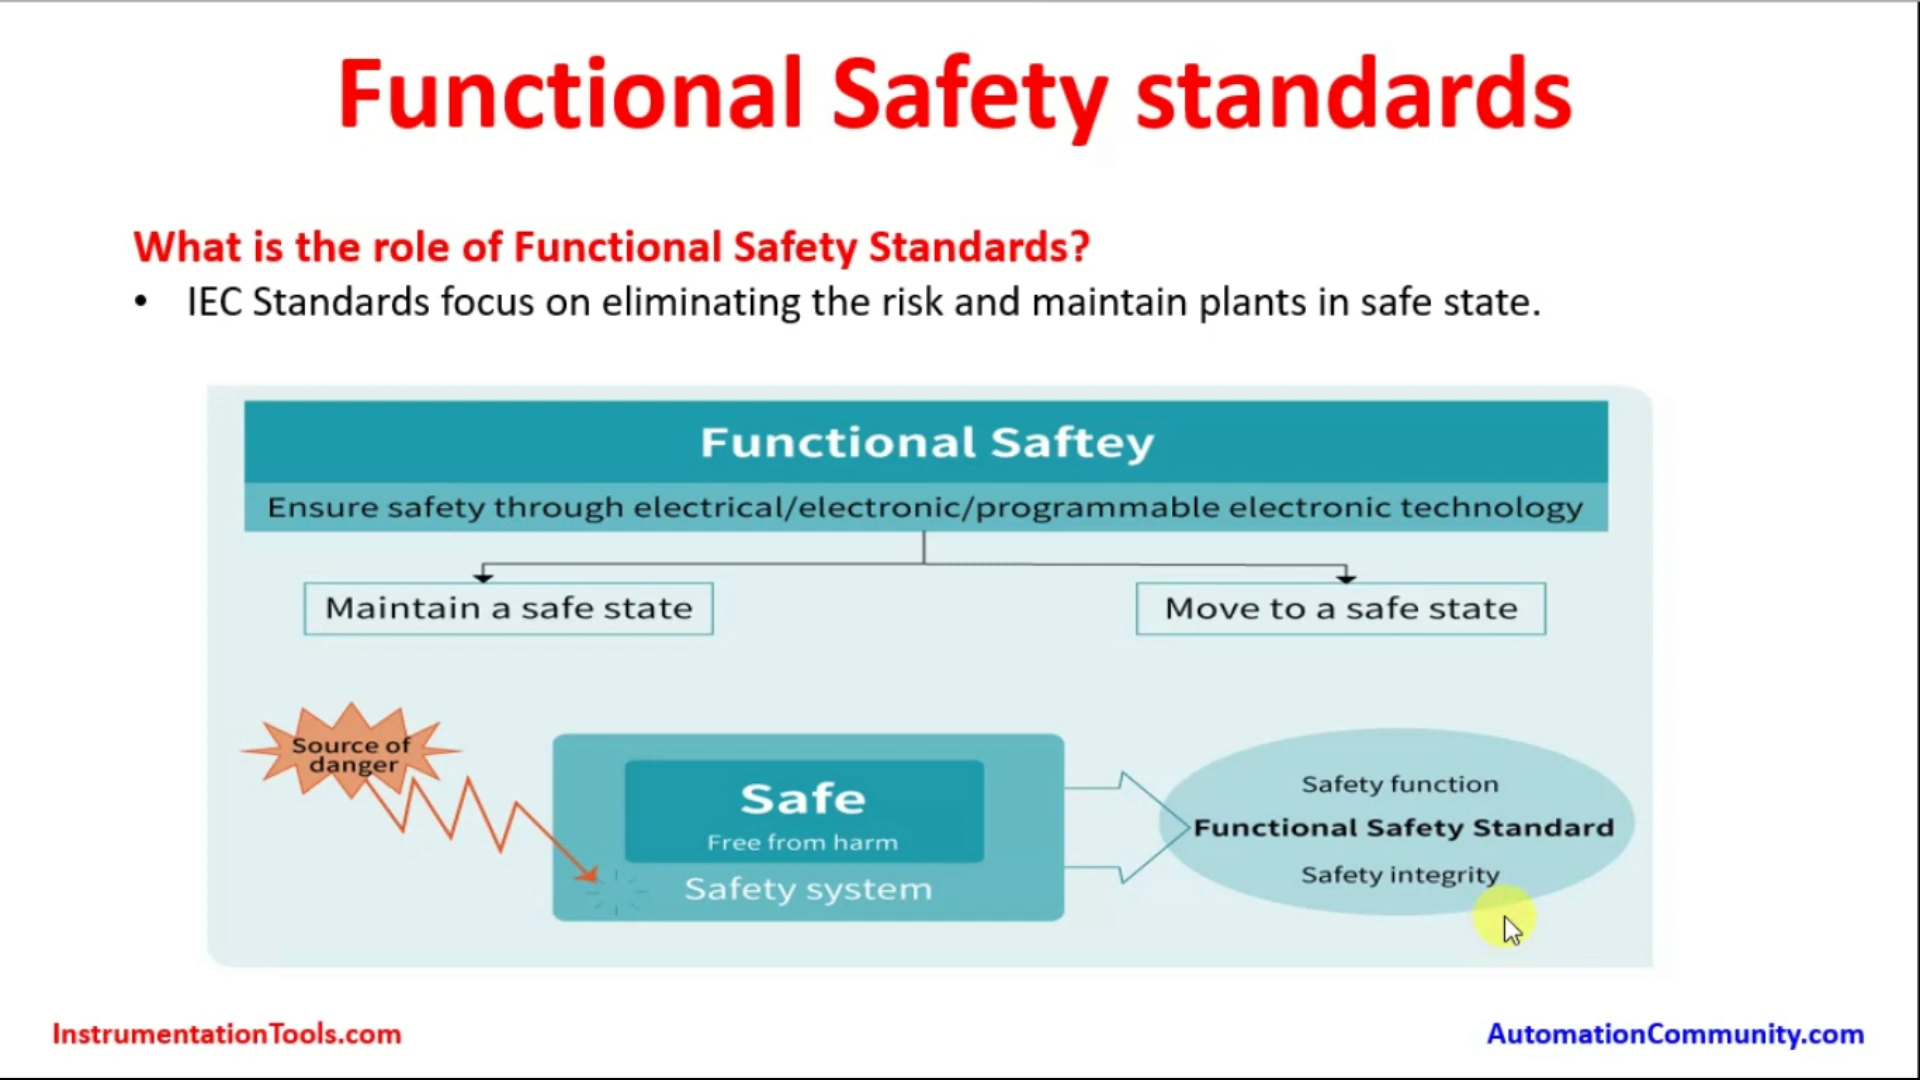 Functional Safety standards
What is the role of Functional Safety Standards?
• IEC Standards focus on eliminating the risk and maintain plants in safe state.
Functional Saftey
Ensure safety through electrical/electronic/programmable electronic technology
Maintain a safe state
Move to a safe state
Source of
danger
Safe
Free from harm
Safety system
Safety function
Functional Safety Standard
Safety integrity
InstrumentationTools.com
AutomationCommunity.com